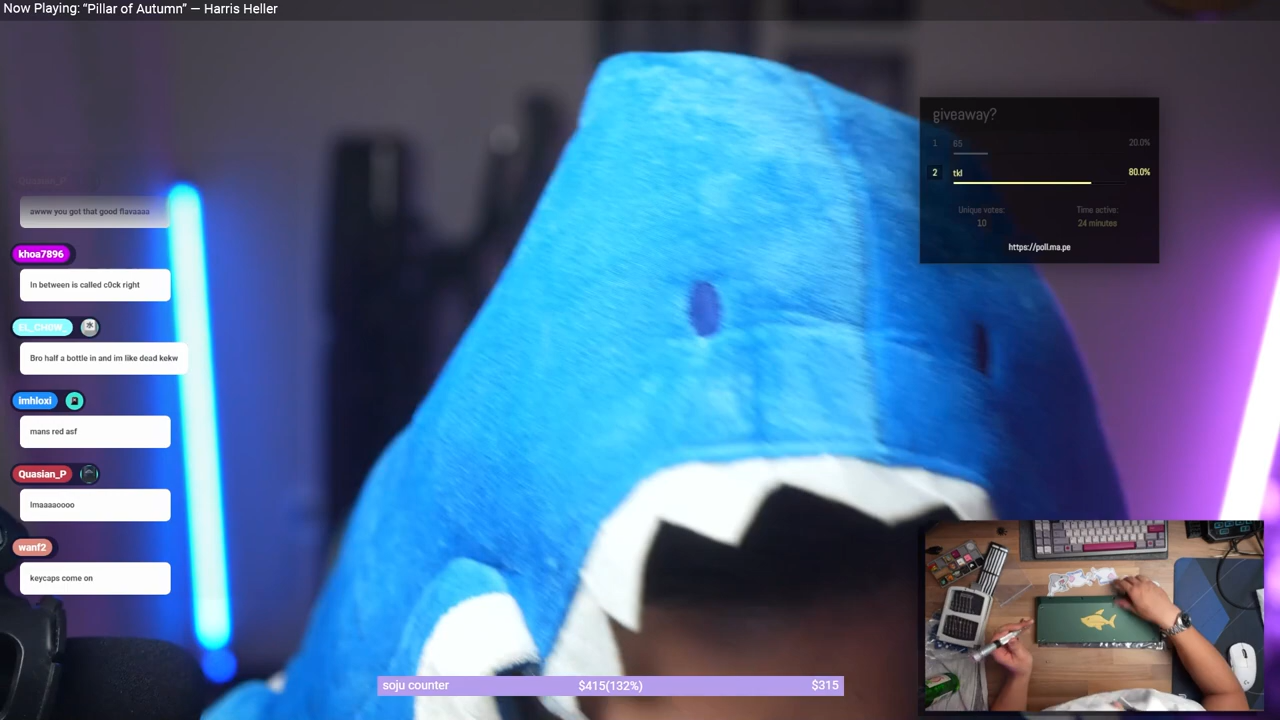 Now Playing: “Pillar of Autumn” — Harris Heller
giveaway?
1 65 20.0%
2 tkl 80.0%
Unique votes: Time active:
10 24 minutes
https://poll.ma.pe
Quasian_P
awww you got that good flavaaaa
khoa7896
In between is called c0ck right
EL_CH0W_
Bro half a bottle in and im like dead kekw
imhloxi
mans red asf
Quasian_P
lmaaaaoooo
wanf2
keycaps come on
soju counter $415(132%) $315